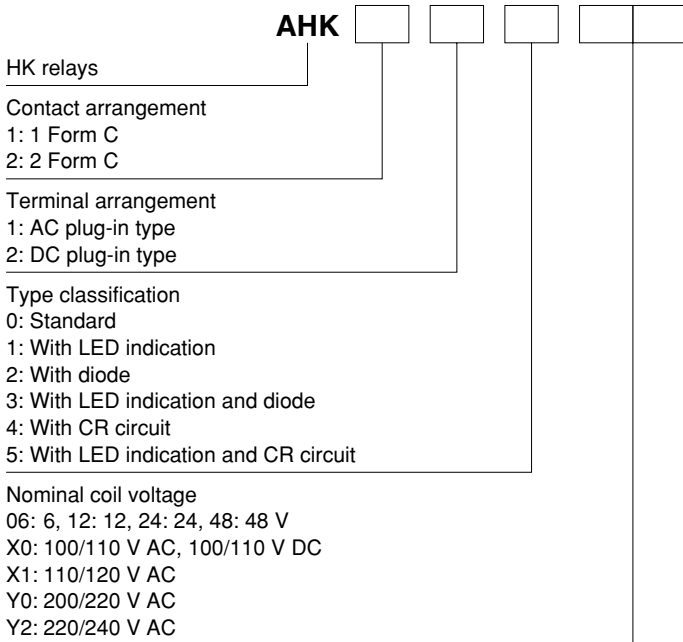 AHK
HK relays
Contact arrangement
1: 1 Form C
2: 2 Form C
Terminal arrangement
1: AC plug-in type
2: DC plug-in type
Type classification
0: Standard
1: With LED indication
2: With diode
3: With LED indication and diode
4: With CR circuit
5: With LED indication and CR circuit
Nominal coil voltage
06: 6, 12: 12, 24: 24, 48: 48 V
X0: 100/110 V AC, 100/110 V DC
X1: 110/120 V AC
Y0: 200/220 V AC
Y2: 220/240 V AC